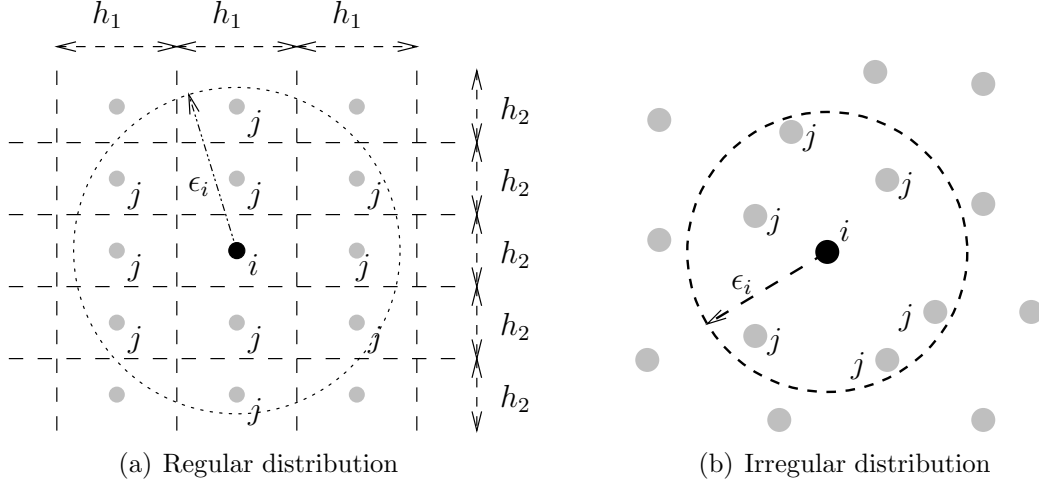 h₁ h₁ h₁
h₂
j
h₂
j j j
ϵᵢ
h₂
j i j
h₂
j j j
h₂
j
(a) Regular distribution
j
j
j
i
ϵᵢ
j
j
j
(b) Irregular distribution